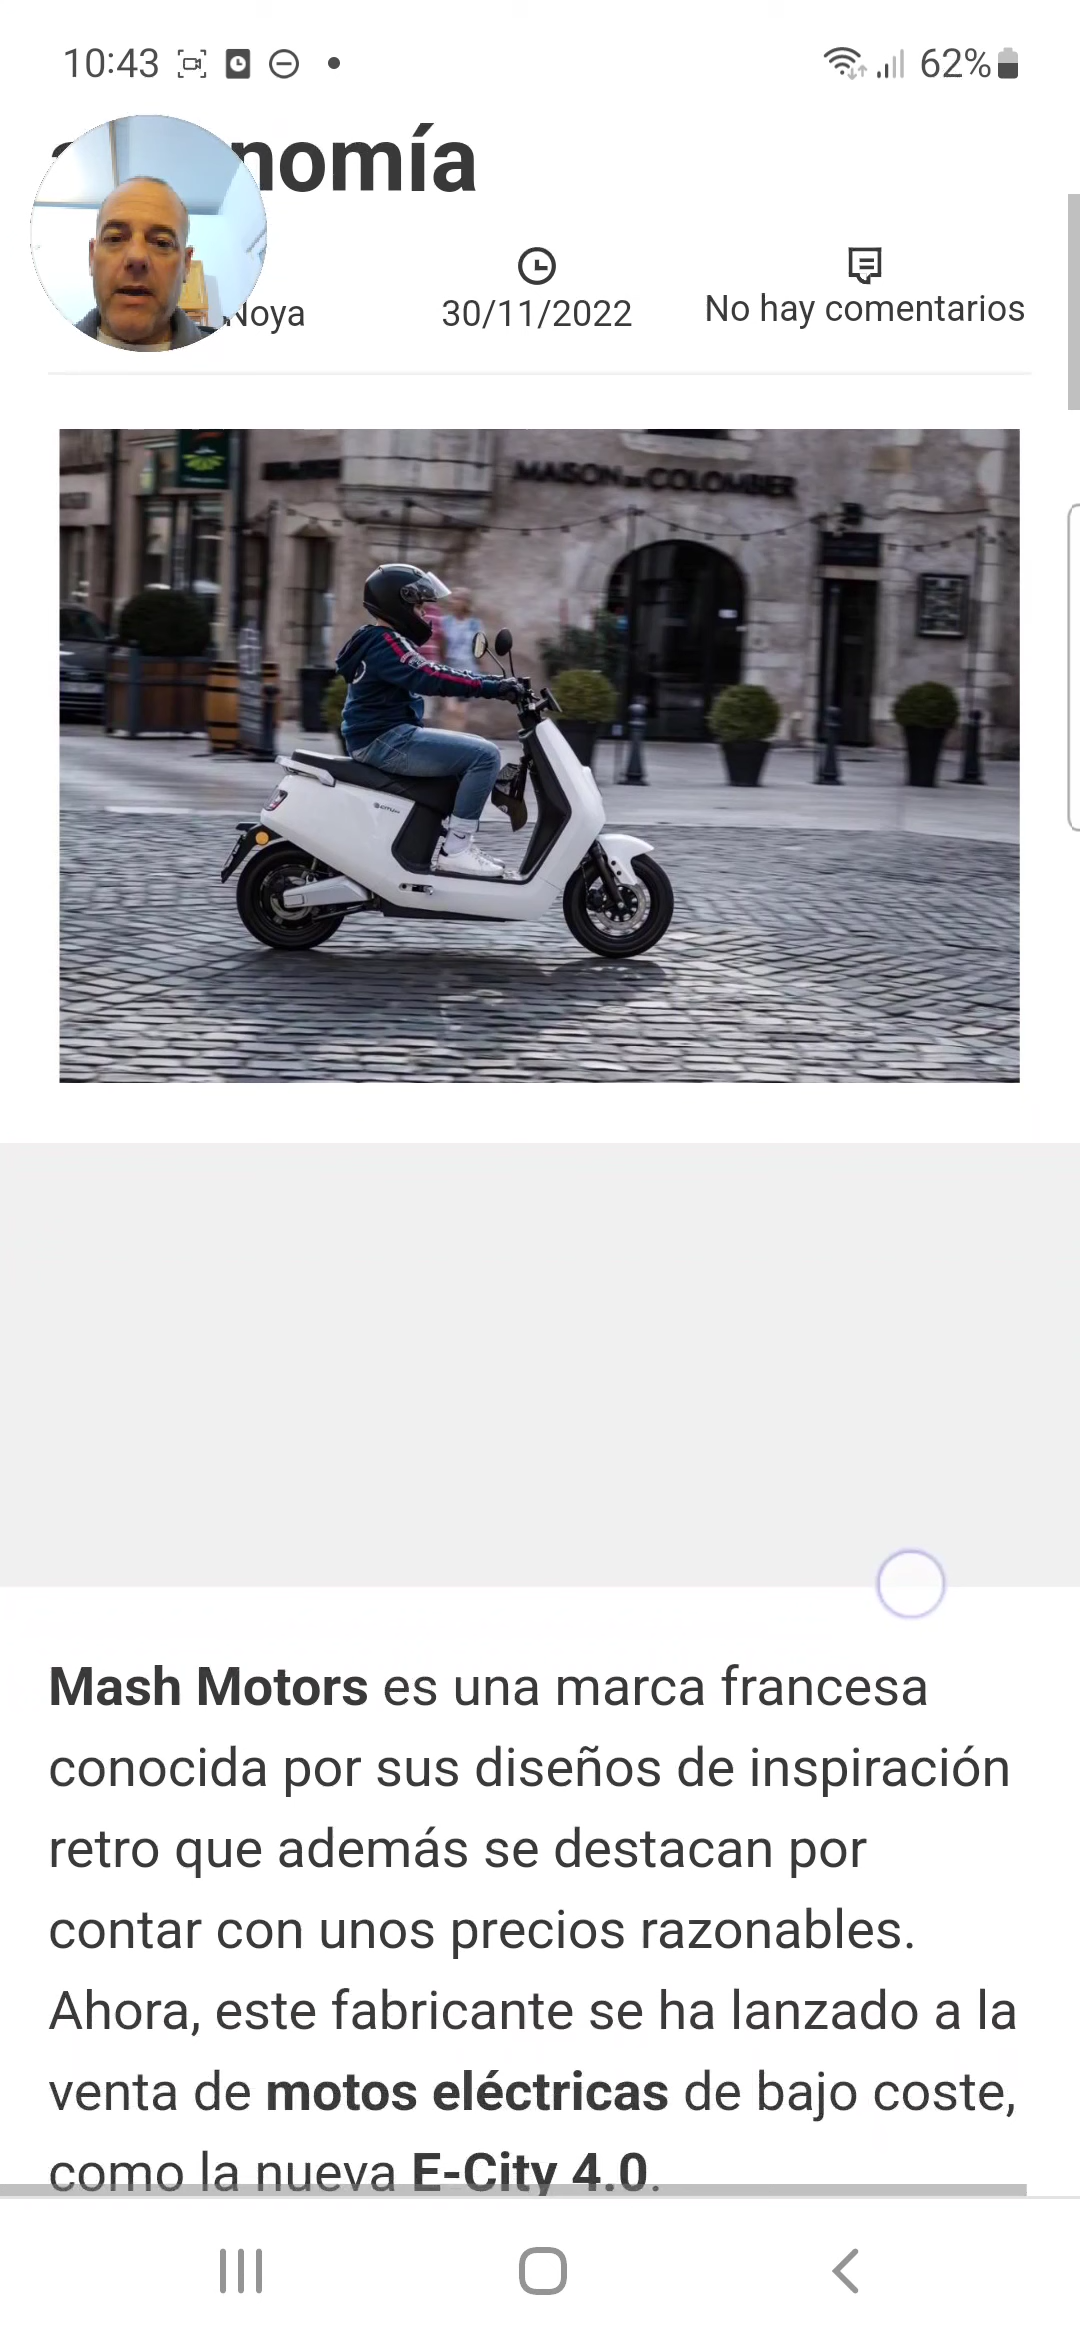 10:43
62%
nomía
Noya
30/11/2022
No hay comentarios
MAISON DE COLOMBIER
Mash Motors es una marca francesa
conocida por sus diseños de inspiración
retro que además se destacan por
contar con unos precios razonables.
Ahora, este fabricante se ha lanzado a la
venta de motos eléctricas de bajo coste,
como la nueva E-City 4.0.